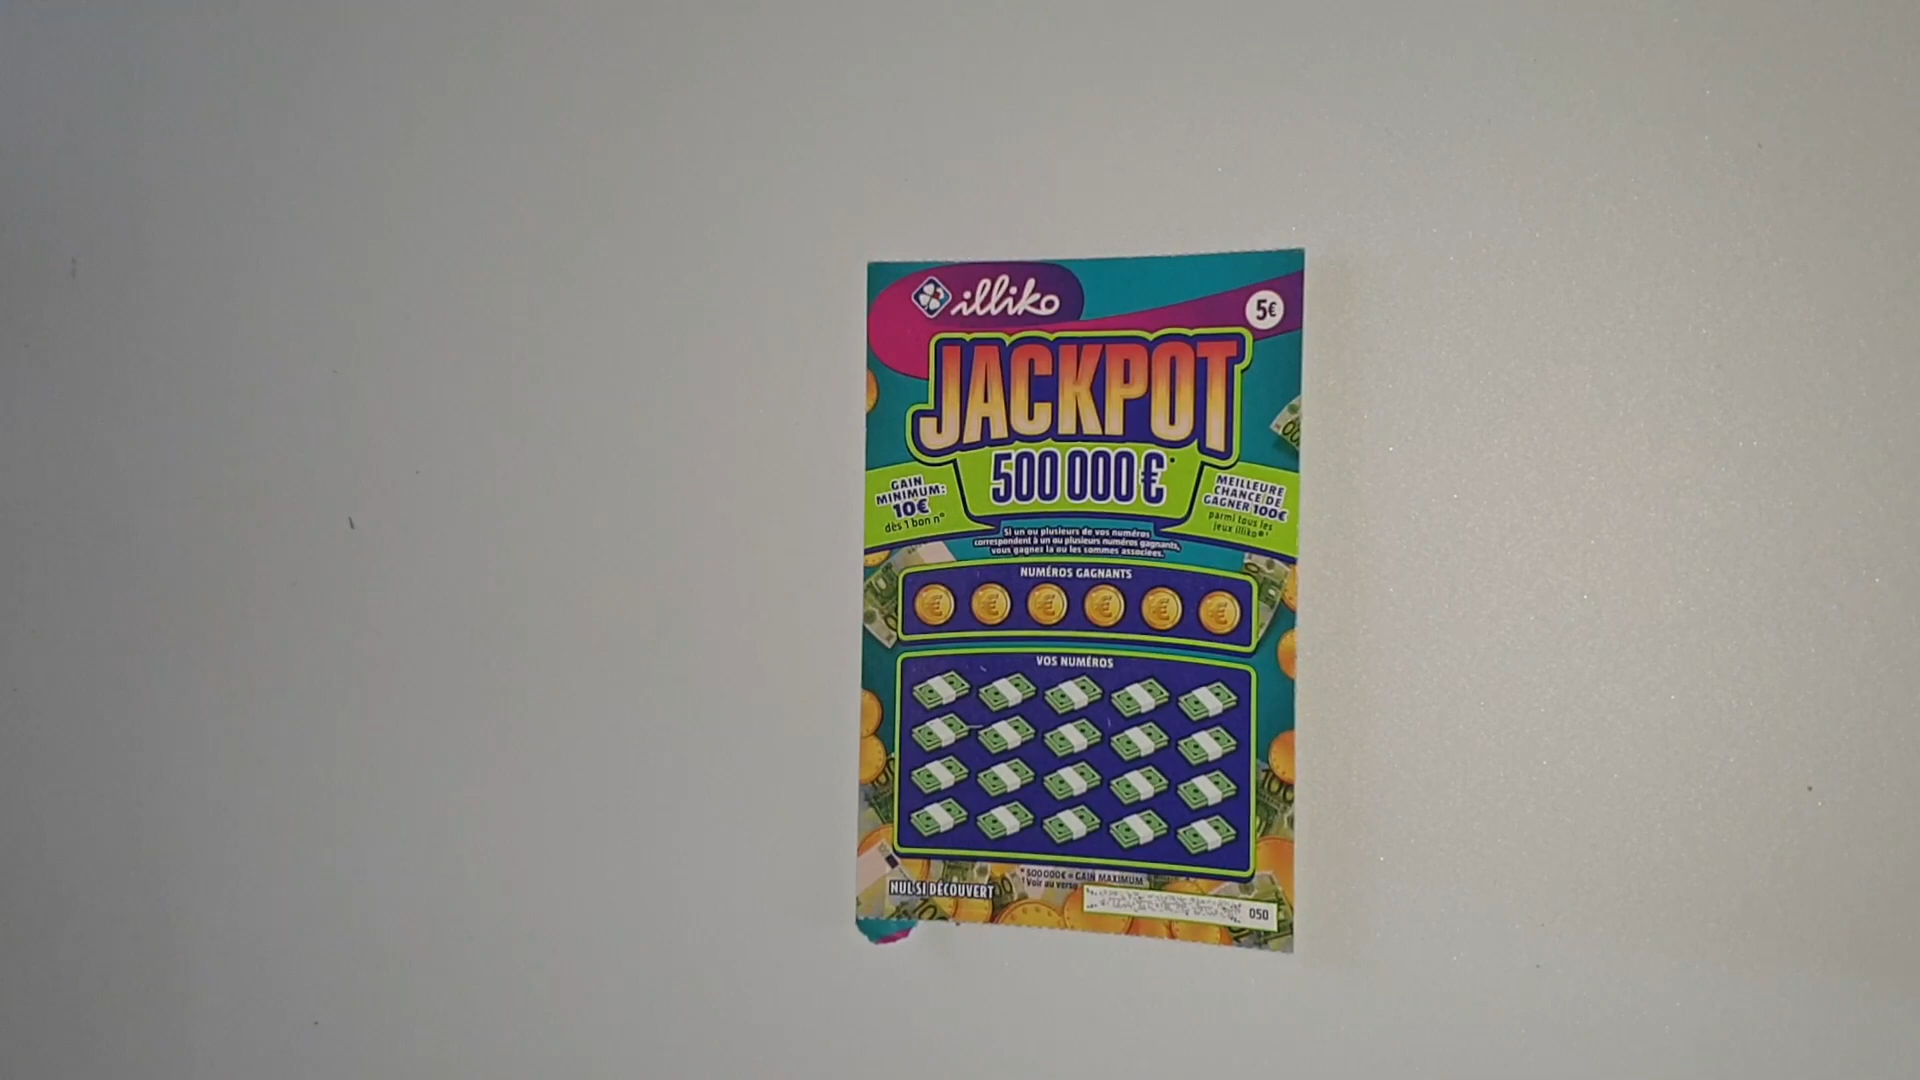 illiko
5€
JACKPOT
500 000 €*
GAIN
MINIMUM:
10€
dès 1 bon n°
MEILLEURE
CHANCE DE
GAGNER 100€
parmi tous les
jeux illiko®¹
Si un ou plusieurs de vos numéros
correspondent à un ou plusieurs numéros gagnants,
vous gagnez la ou les sommes associées.
NUMÉROS GAGNANTS
VOS NUMÉROS
* 500 000€ = GAIN MAXIMUM
¹ Voir au verso
NUL SI DÉCOUVERT
050